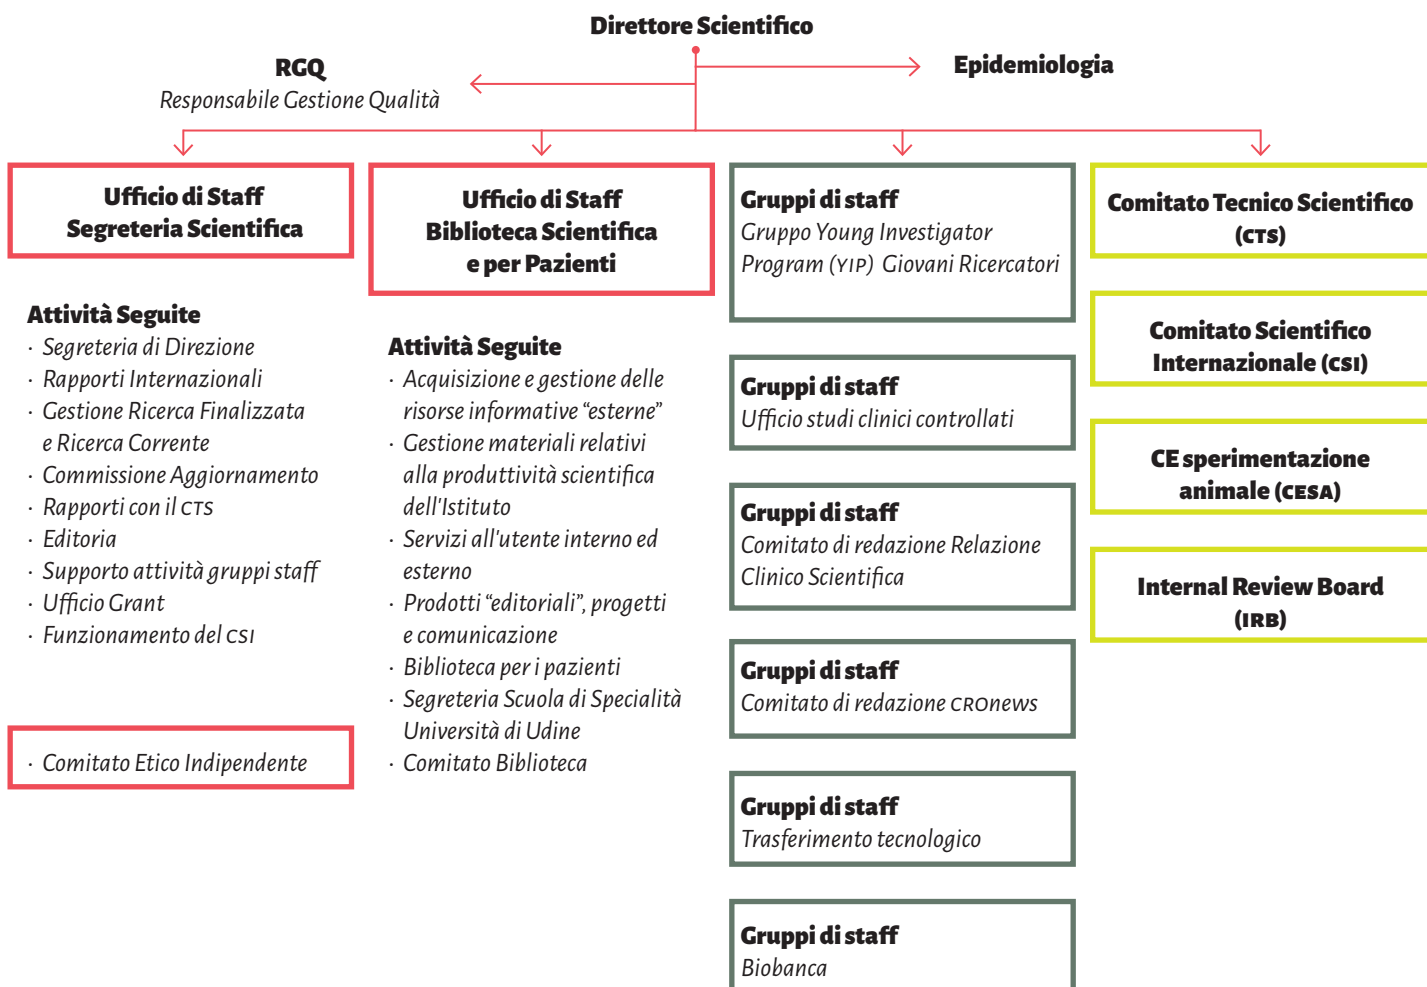 Direttore Scientifico
RGQ
Responsabile Gestione Qualità
Epidemiologia
Ufficio di Staff
Segreteria Scientifica
Attività Seguite
· Segreteria di Direzione
· Rapporti Internazionali
· Gestione Ricerca Finalizzata
e Ricerca Corrente
· Commissione Aggiornamento
· Rapporti con il CTS
· Editoria
· Supporto attività gruppi staff
· Ufficio Grant
· Funzionamento del CSI
· Comitato Etico Indipendente
Ufficio di Staff
Biblioteca Scientifica
e per Pazienti
Attività Seguite
· Acquisizione e gestione delle
risorse informative “esterne”
· Gestione materiali relativi
alla produttività scientifica
dell'Istituto
· Servizi all'utente interno ed
esterno
· Prodotti “editoriali”, progetti
e comunicazione
· Biblioteca per i pazienti
· Segreteria Scuola di Specialità
Università di Udine
· Comitato Biblioteca
Gruppi di staff
Gruppo Young Investigator
Program (YIP) Giovani Ricercatori
Gruppi di staff
Ufficio studi clinici controllati
Gruppi di staff
Comitato di redazione Relazione
Clinico Scientifica
Gruppi di staff
Comitato di redazione CROnews
Gruppi di staff
Trasferimento tecnologico
Gruppi di staff
Biobanca
Comitato Tecnico Scientifico
(CTS)
Comitato Scientifico
Internazionale (CSI)
CE sperimentazione
animale (CESA)
Internal Review Board
(IRB)